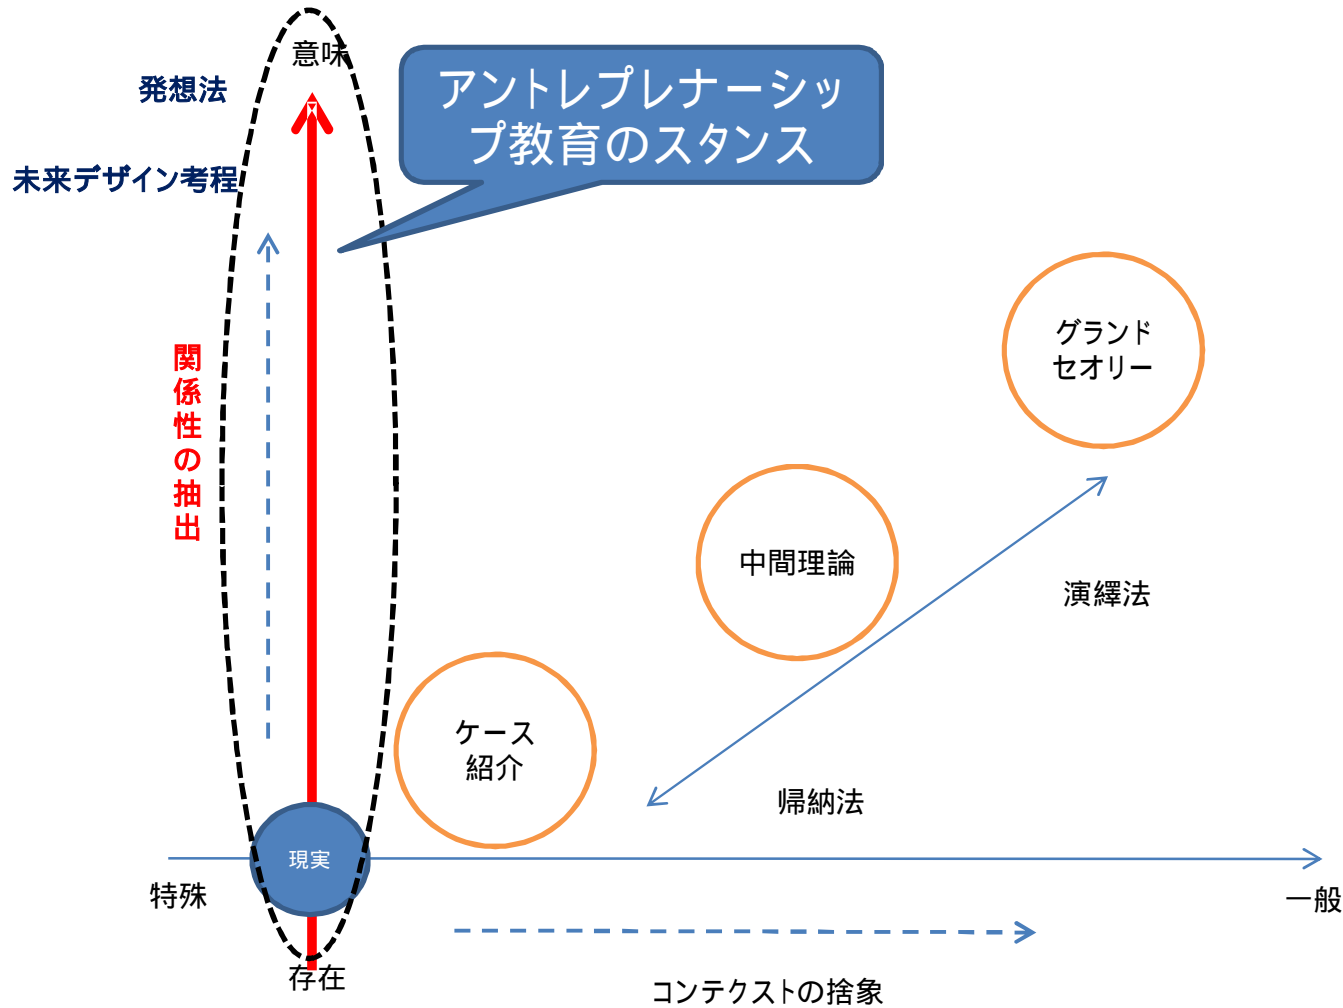 意味
発想法
アントレプレナーシッ
プ教育のスタンス
未来デザイン考程
関係性の抽出
グランド
セオリー
中間理論
演繹法
ケース
紹介
帰納法
現実
特殊
一般
存在
コンテクストの捨象